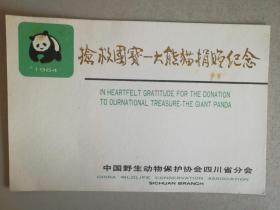 1984
搶救國寶—大熊貓捐贈纪念
IN HEARTFELT GRATITUDE FOR THE DONATION
TO OURNATIONAL TREASURE-THE GIANT PANDA
中国野生动物保护协会四川省分会
CHINA WILDLIFE CONSERVATION ASSOCIATION
SICHUAN BRANCH